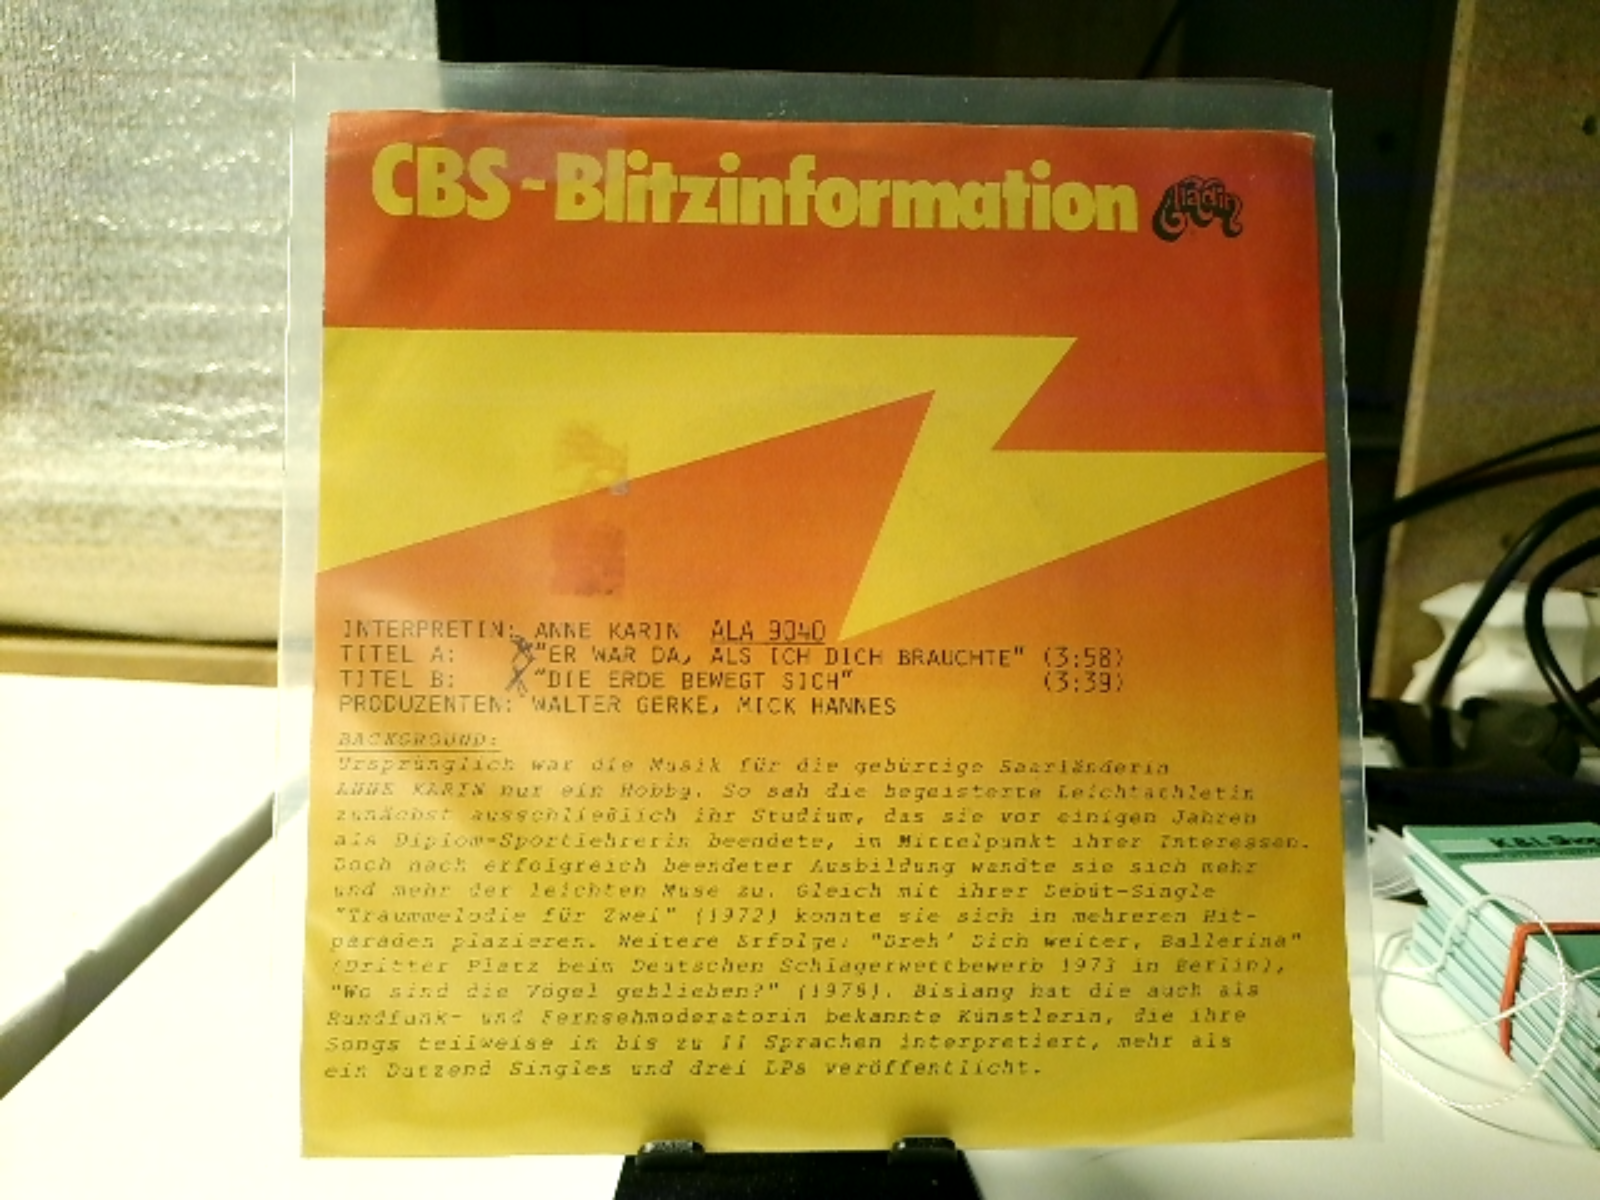 CBS-Blitzinformation Aladin
INTERPRETIN: ANNE KARIN ALA 9040
TITEL A: "ER WAR DA, ALS ICH DICH BRAUCHTE" (3:58)
TITEL B: "DIE ERDE BEWEGT SICH" (3:39)
PRODUZENTEN: WALTER GERKE, MICK HANNES
BACKGROUND:
Ursprünglich war die Musik für die gebürtige Saarländerin
ANNE KARIN nur ein Hobby. So sah die begeisterte Leichtathletin
zunächst ausschließlich ihr Studium, das sie vor einigen Jahren
als Diplom-Sportlehrerin beendete, im Mittelpunkt ihrer Interessen.
Doch nach erfolgreich beendeter Ausbildung wandte sie sich mehr
und mehr der leichten Muse zu. Gleich mit ihrer Debüt-Single
"Traummelodie für Zwei" (1972) konnte sie sich in mehreren Hit-
paraden plazieren. Weitere Erfolge: "Dreh' Dich weiter, Ballerina"
(Dritter Platz beim Deutschen Schlagerwettbewerb 1973 in Berlin),
"Wo sind die Vögel geblieben?" (1978). Bislang hat die auch als
Rundfunk- und Fernsehmoderatorin bekannte Künstlerin, die ihre
Songs teilweise in bis zu 11 Sprachen interpretiert, mehr als
ein Dutzend Singles und drei LPs veröffentlicht.